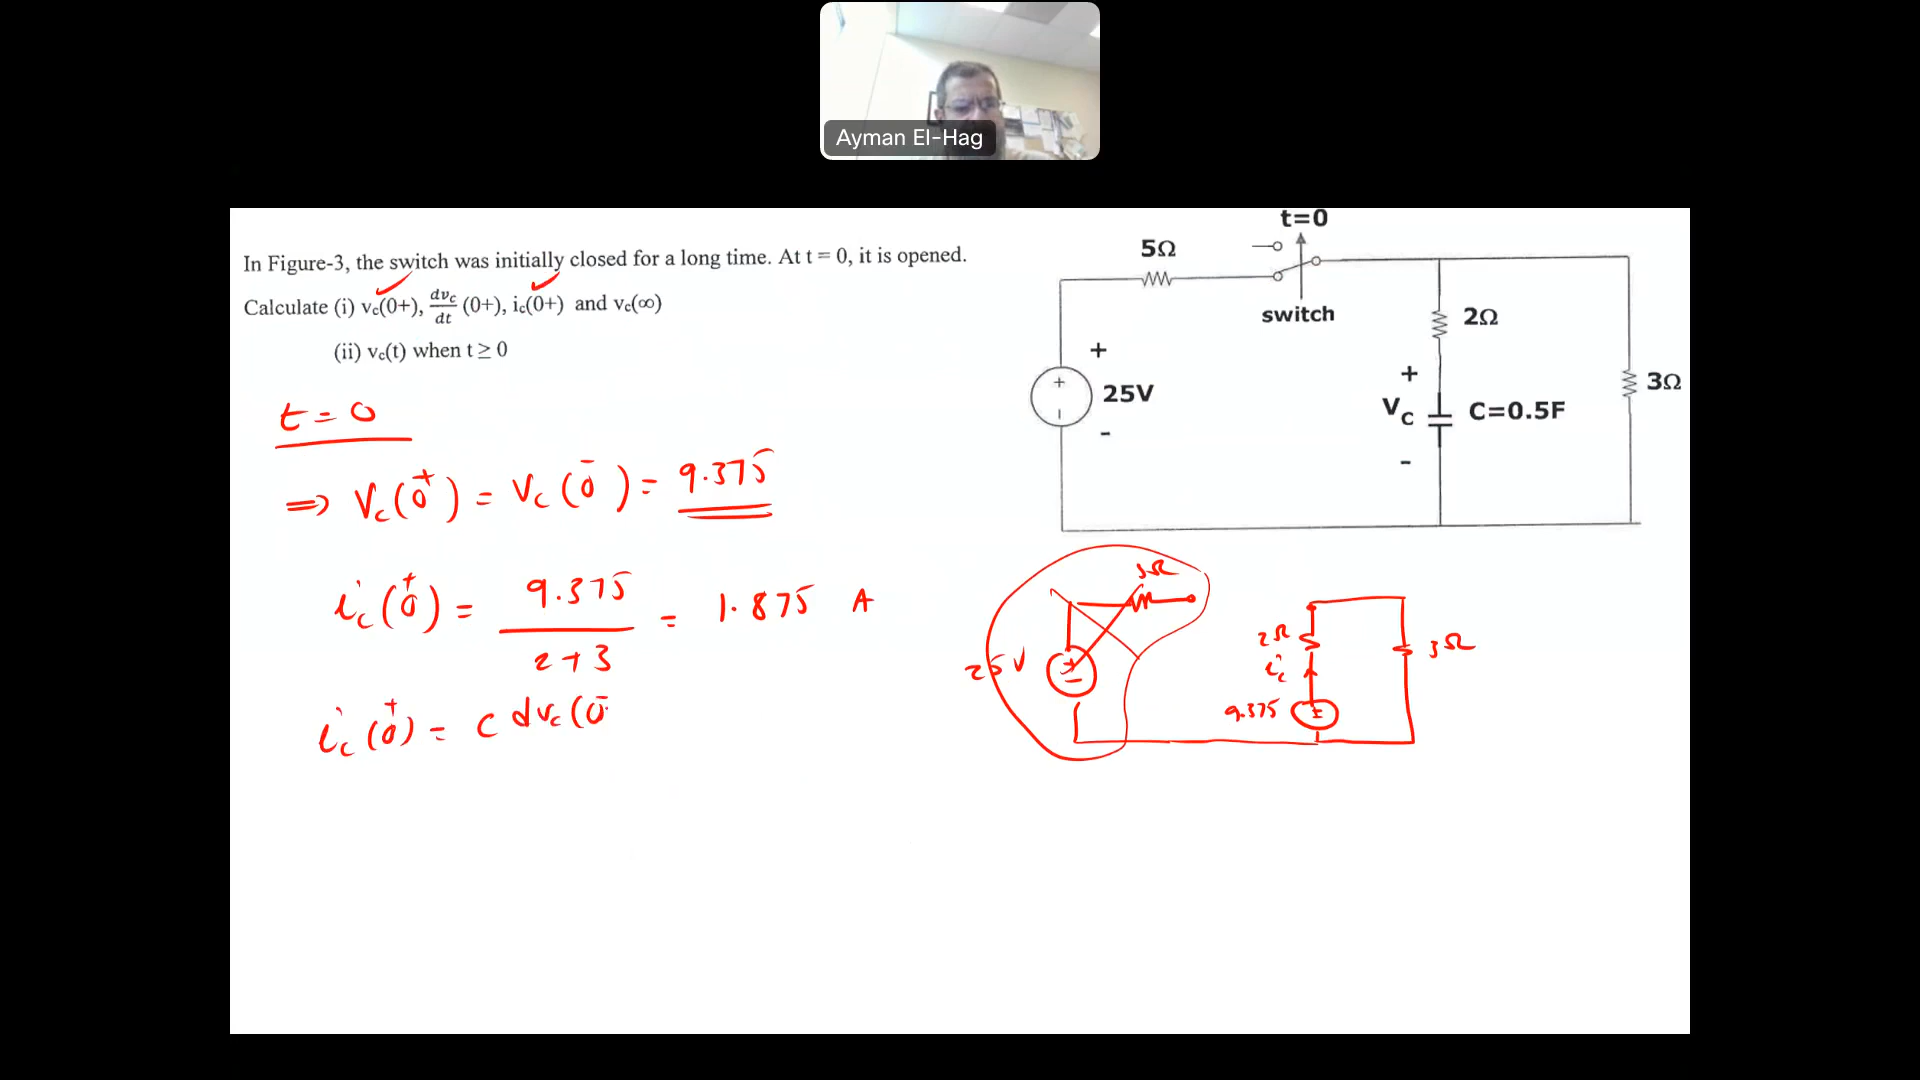 Ayman El-Hag
In Figure-3, the switch was initially closed for a long time. At t = 0, it is opened.
Calculate (i) vc(0+), dvc/dt (0+), ic(0+) and vc(∞)
(ii) vc(t) when t ≥ 0
t=0
5Ω
switch
2Ω
+
25V
-
+
Vc
-
C=0.5F
3Ω
+
t = 0
⇒ Vc(0+) = Vc(0-) = 9.375
ic(0+) = 9.375 / 2+3 = 1.875 A
ic(0+) = C dvc(0
25V
2Ω
ic
9.375
3Ω